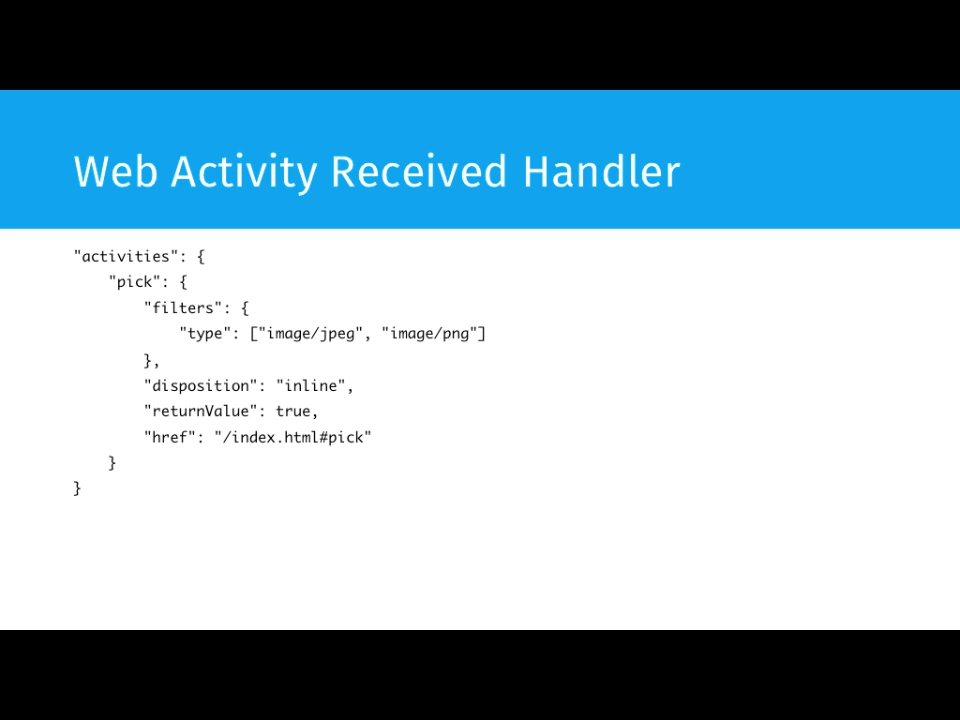 Web Activity Received Handler
"activities": {
"pick": {
"filters": {
"type": ["image/jpeg", "image/png"]
},
"disposition": "inline",
"returnValue": true,
"href": "/index.html#pick"
}
}